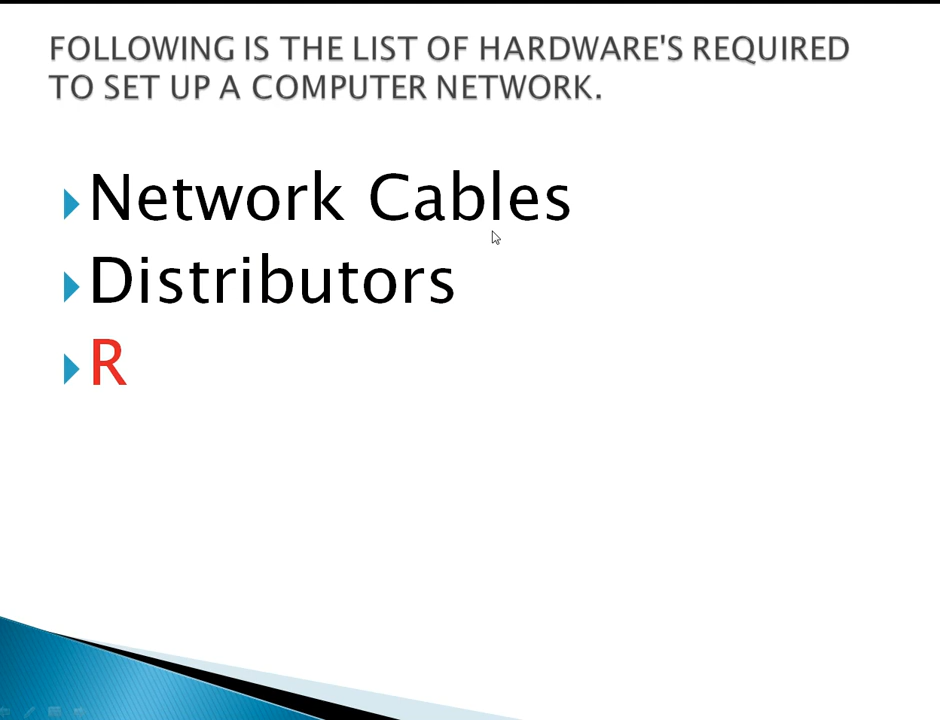 FOLLOWING IS THE LIST OF HARDWARE'S REQUIRED
TO SET UP A COMPUTER NETWORK.
Network Cables
Distributors
R